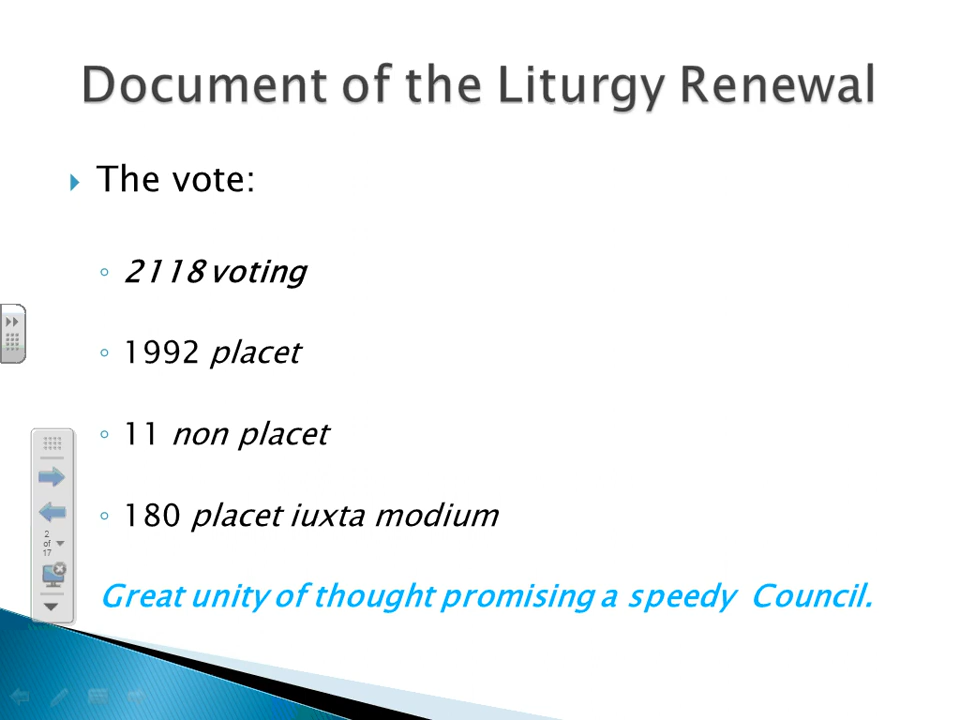 Document of the Liturgy Renewal
The vote:
2118 voting
1992 placet
11 non placet
180 placet iuxta modium
Great unity of thought promising a speedy Council.
2
of
17